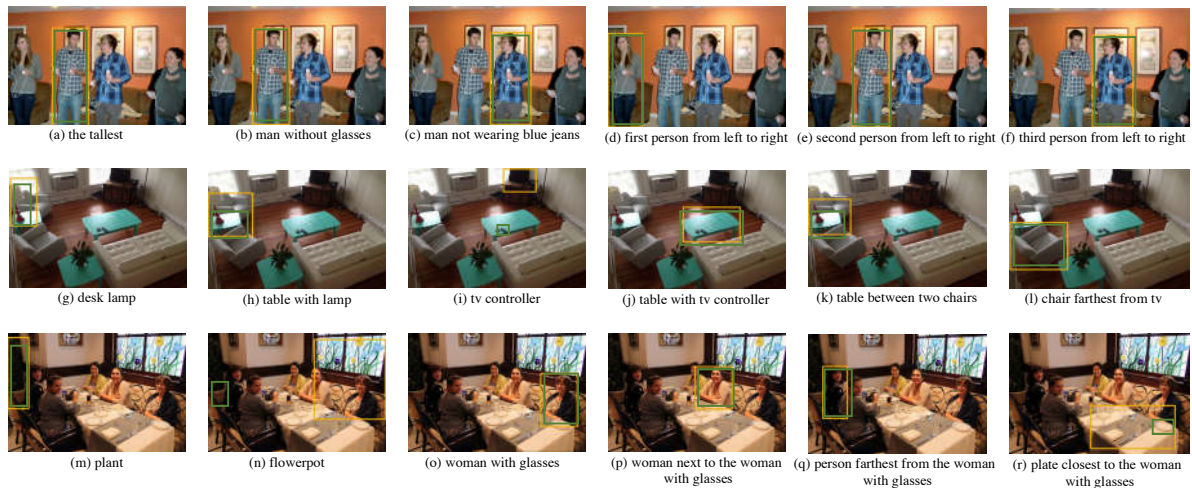 (a) the tallest
(b) man without glasses
(c) man not wearing blue jeans
(d) first person from left to right
(e) second person from left to right
(f) third person from left to right
(g) desk lamp
(h) table with lamp
(i) tv controller
(j) table with tv controller
(k) table between two chairs
(l) chair farthest from tv
(m) plant
(n) flowerpot
(o) woman with glasses
(p) woman next to the woman
with glasses
(q) person farthest from the woman
with glasses
(r) plate closest to the woman
with glasses